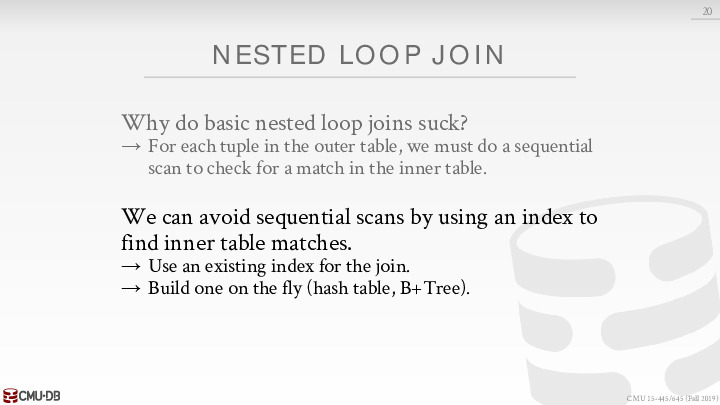 20
NESTED LOOP JOIN
Why do basic nested loop joins suck?
→ For each tuple in the outer table, we must do a sequential
scan to check for a match in the inner table.
We can avoid sequential scans by using an index to
find inner table matches.
→ Use an existing index for the join.
→ Build one on the fly (hash table, B+Tree).
CMU·DB
CMU 15-445/645 (Fall 2019)